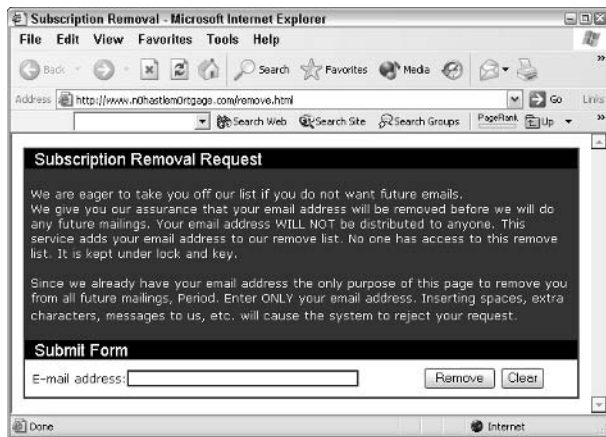 Subscription Removal - Microsoft Internet Explorer
File Edit View Favorites Tools Help
Back Search Favorites Media
Address http://www.n0hastlem0rtgage.com/remove.html Go Links
Search Web Search Site Search Groups PageRank Up
Subscription Removal Request
We are eager to take you off our list if you do not want future emails.
We give you our assurance that your email address will be removed before we will do
any future mailings. Your email address WILL NOT be distributed to anyone. This
service adds your email address to our remove list. No one has access to this remove
list. It is kept under lock and key.
Since we already have your email address the only purpose of this page to remove you
from all future mailings, Period. Enter ONLY your email address. Inserting spaces, extra
characters, messages to us, etc. will cause the system to reject your request.
Submit Form
E-mail address: Remove Clear
Done Internet